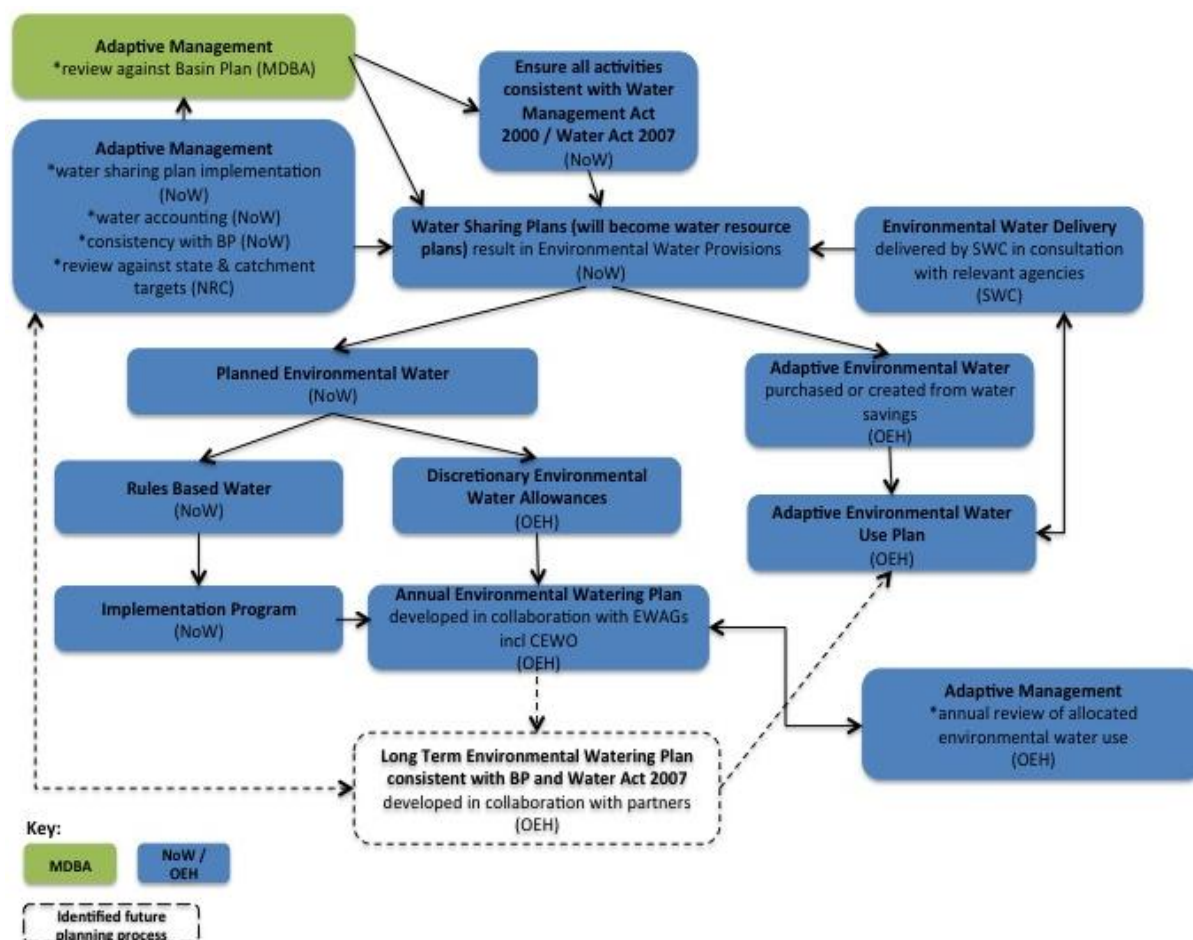 Adaptive Management
*review against Basin Plan (MDBA)
Ensure all activities
consistent with Water
Management Act
2000 / Water Act 2007
(NoW)
Adaptive Management
*water sharing plan implementation
(NoW)
*water accounting (NoW)
*consistency with BP (NoW)
*review against state & catchment
targets (NRC)
Water Sharing Plans (will become water resource
plans) result in Environmental Water Provisions
(NoW)
Environmental Water Delivery
delivered by SWC in consultation
with relevant agencies
(SWC)
Planned Environmental Water
(NoW)
Adaptive Environmental Water
purchased or created from water
savings
(OEH)
Rules Based Water
(NoW)
Discretionary Environmental
Water Allowances
(OEH)
Adaptive Environmental Water
Use Plan
(OEH)
Implementation Program
(NoW)
Annual Environmental Watering Plan
developed in collaboration with EWAGs
incl CEWO
(OEH)
Adaptive Management
*annual review of allocated
environmental water use
(OEH)
Long Term Environmental Watering Plan
consistent with BP and Water Act 2007
developed in collaboration with partners
(OEH)
Key:
MDBA
NoW /
OEH
Identified future
planning process